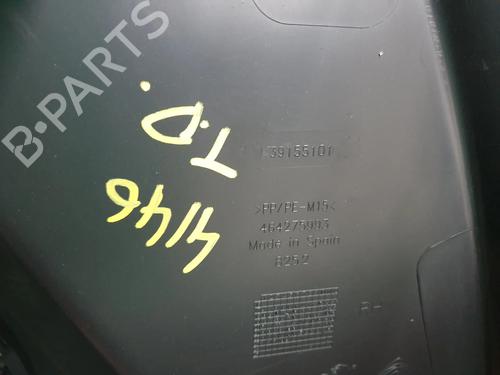 B-PARTS
T.D.
4146
39155101
>PP/PE-M15<
464275993
Made in Spain
8252
R-